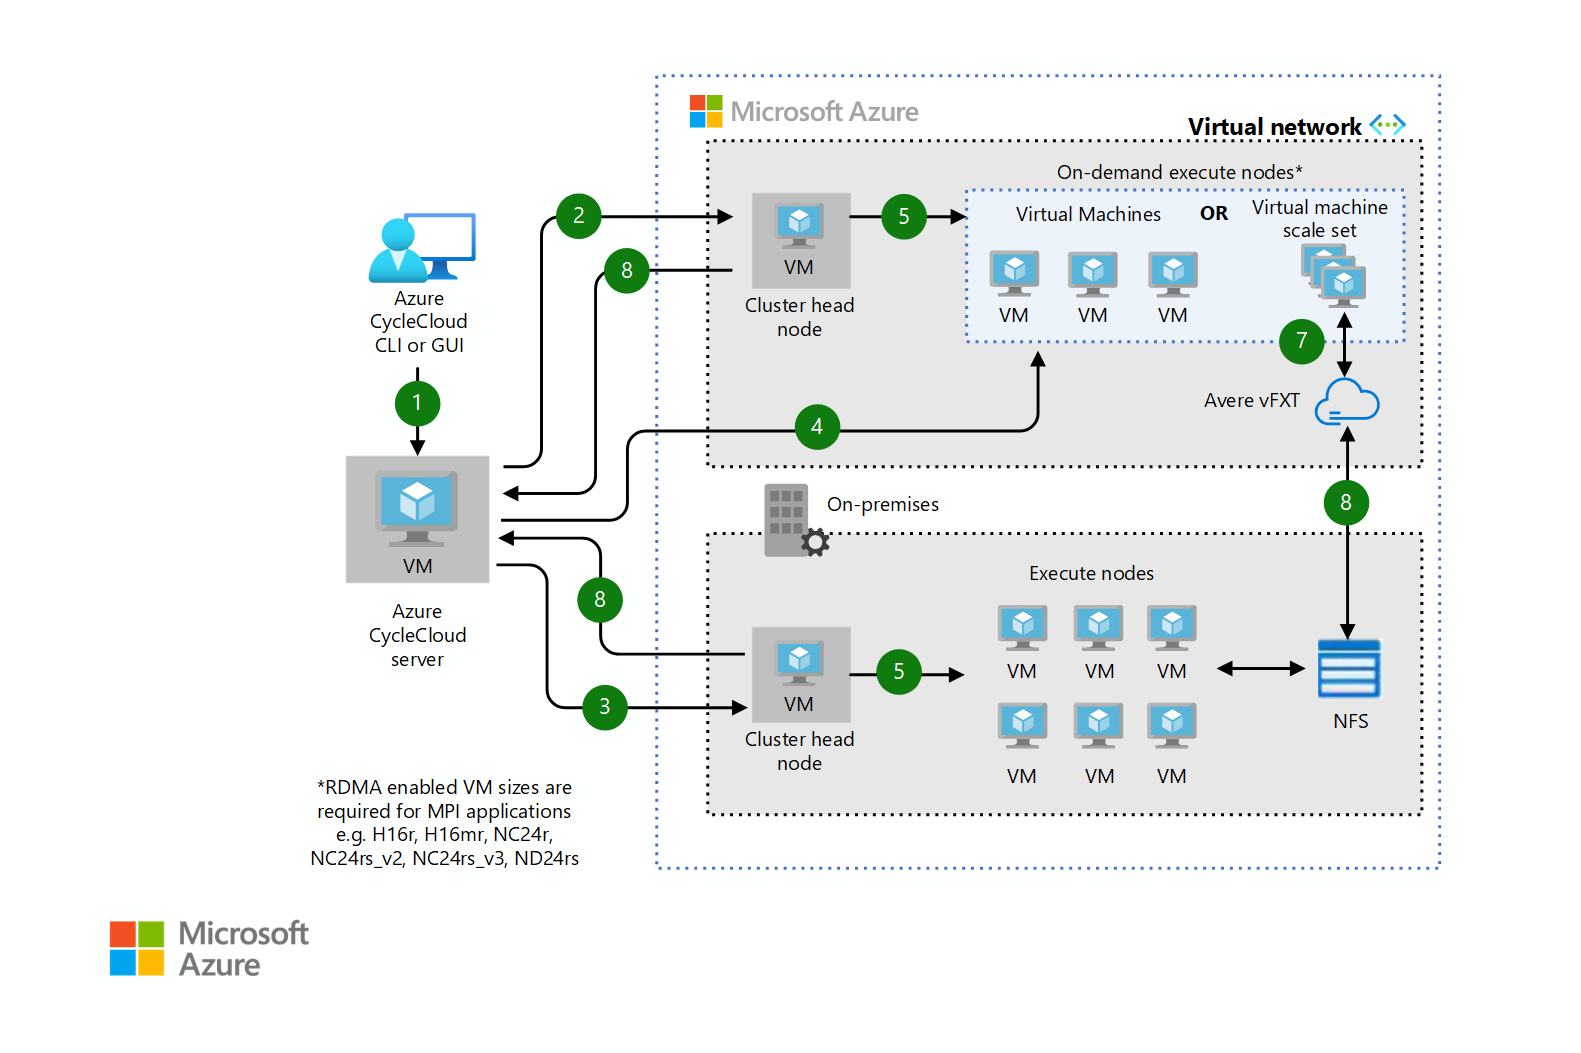 Microsoft Azure
Virtual network
On-demand execute nodes*
Virtual Machines
OR
Virtual machine
scale set
VM
VM
VM
VM
Cluster head
node
2
5
8
7
Azure
CycleCloud
CLI or GUI
1
4
Avere vFXT
VM
Azure
CycleCloud
server
On-premises
8
Execute nodes
8
VM
VM
VM
VM
VM
VM
VM
Cluster head
node
5
3
NFS
*RDMA enabled VM sizes are
required for MPI applications
e.g. H16r, H16mr, NC24r,
NC24rs_v2, NC24rs_v3, ND24rs
Microsoft
Azure